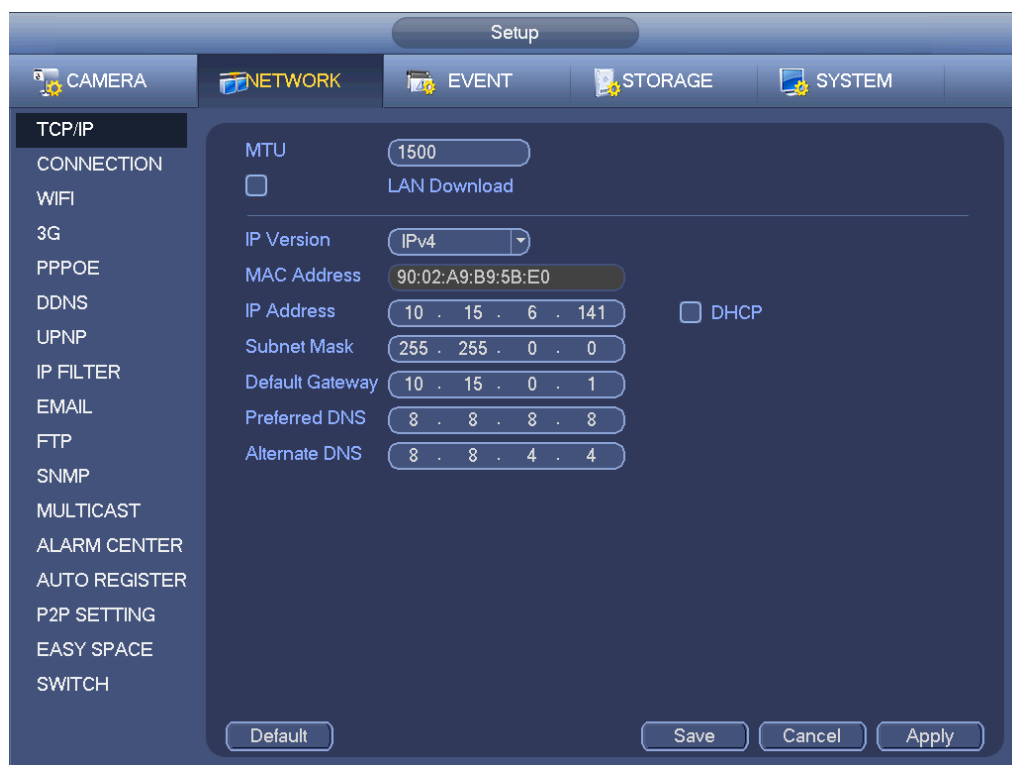 Setup
CAMERA NETWORK EVENT STORAGE SYSTEM
TCP/IP
CONNECTION
WIFI
3G
PPPOE
DDNS
UPNP
IP FILTER
EMAIL
FTP
SNMP
MULTICAST
ALARM CENTER
AUTO REGISTER
P2P SETTING
EASY SPACE
SWITCH
MTU 1500
LAN Download
IP Version IPv4
MAC Address 90:02:A9:B9:5B:E0
IP Address 10 . 15 . 6 . 141 DHCP
Subnet Mask 255 . 255 . 0 . 0
Default Gateway 10 . 15 . 0 . 1
Preferred DNS 8 . 8 . 8 . 8
Alternate DNS 8 . 8 . 4 . 4
Default Save Cancel Apply